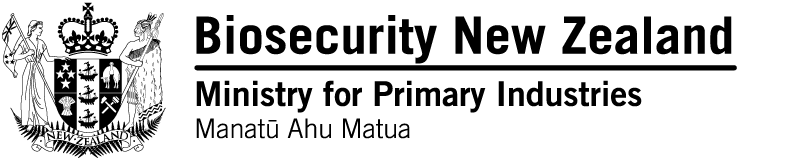 Biosecurity New Zealand
Ministry for Primary Industries
Manatū Ahu Matua
NEW·ZEALAND